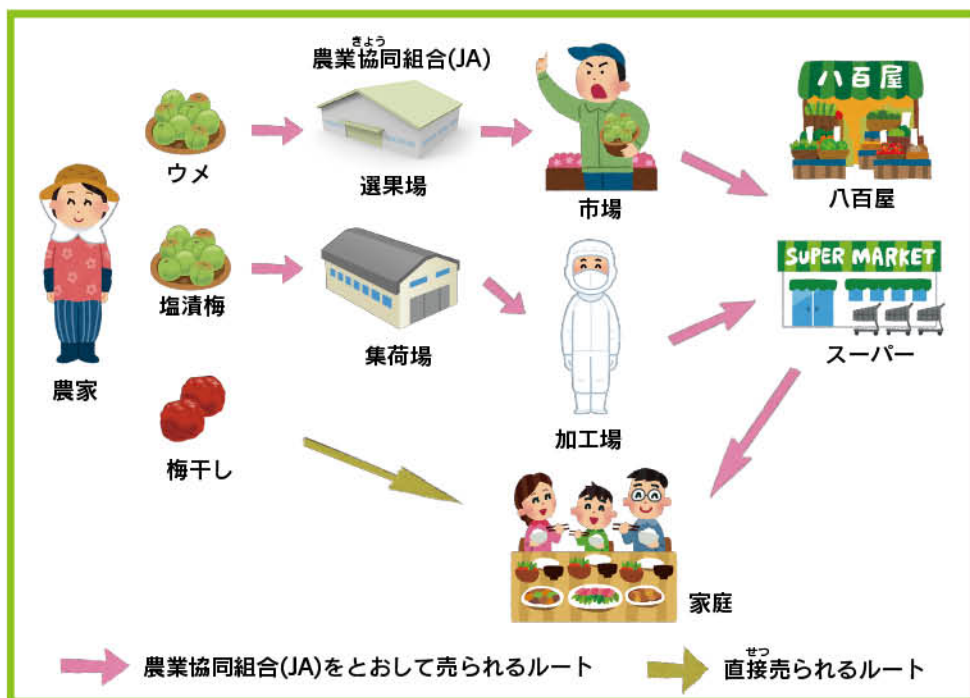 きょう
農業協同組合(JA)
ウメ
選果場
市場
八百屋
八百屋
塩漬梅
集荷場
SUPER MARKET
スーパー
農家
加工場
梅干し
家庭
農業協同組合(JA)をとおして売られるルート
せつ
直接売られるルート